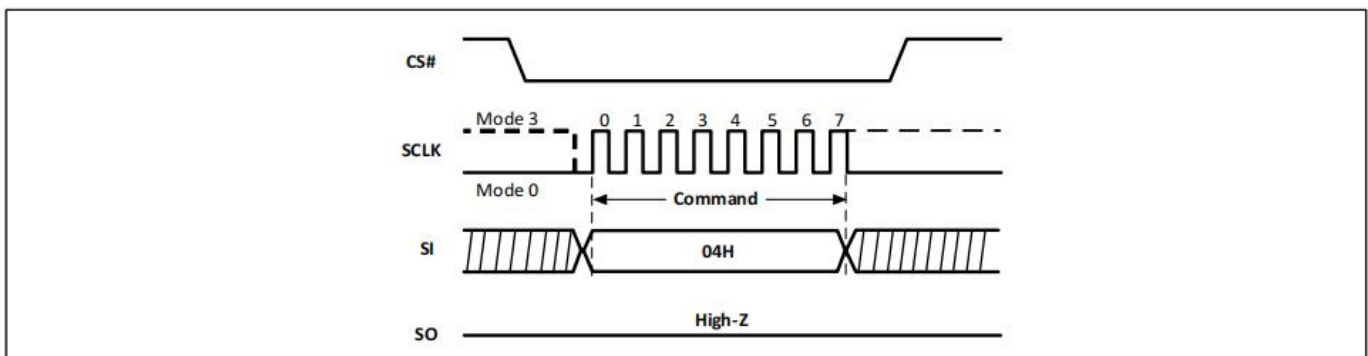 CS#
Mode 3
0 1 2 3 4 5 6 7
SCLK
Mode 0
Command
SI
04H
High-Z
SO